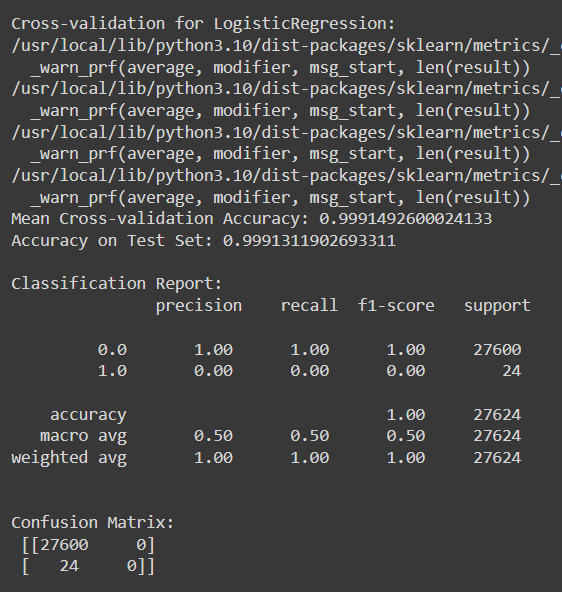 Cross-validation for LogisticRegression:
/usr/local/lib/python3.10/dist-packages/sklearn/metrics/_
  _warn_prf(average, modifier, msg_start, len(result))
/usr/local/lib/python3.10/dist-packages/sklearn/metrics/_
  _warn_prf(average, modifier, msg_start, len(result))
/usr/local/lib/python3.10/dist-packages/sklearn/metrics/_
  _warn_prf(average, modifier, msg_start, len(result))
/usr/local/lib/python3.10/dist-packages/sklearn/metrics/_
  _warn_prf(average, modifier, msg_start, len(result))
Mean Cross-validation Accuracy: 0.9991492600024133
Accuracy on Test Set: 0.9991311902693311
Classification Report:
              precision    recall  f1-score   support
         0.0       1.00      1.00      1.00     27600
         1.0       0.00      0.00      0.00        24
    accuracy                           1.00     27624
   macro avg       0.50      0.50      0.50     27624
weighted avg       1.00      1.00      1.00     27624
Confusion Matrix:
 [[27600     0]
 [   24     0]]